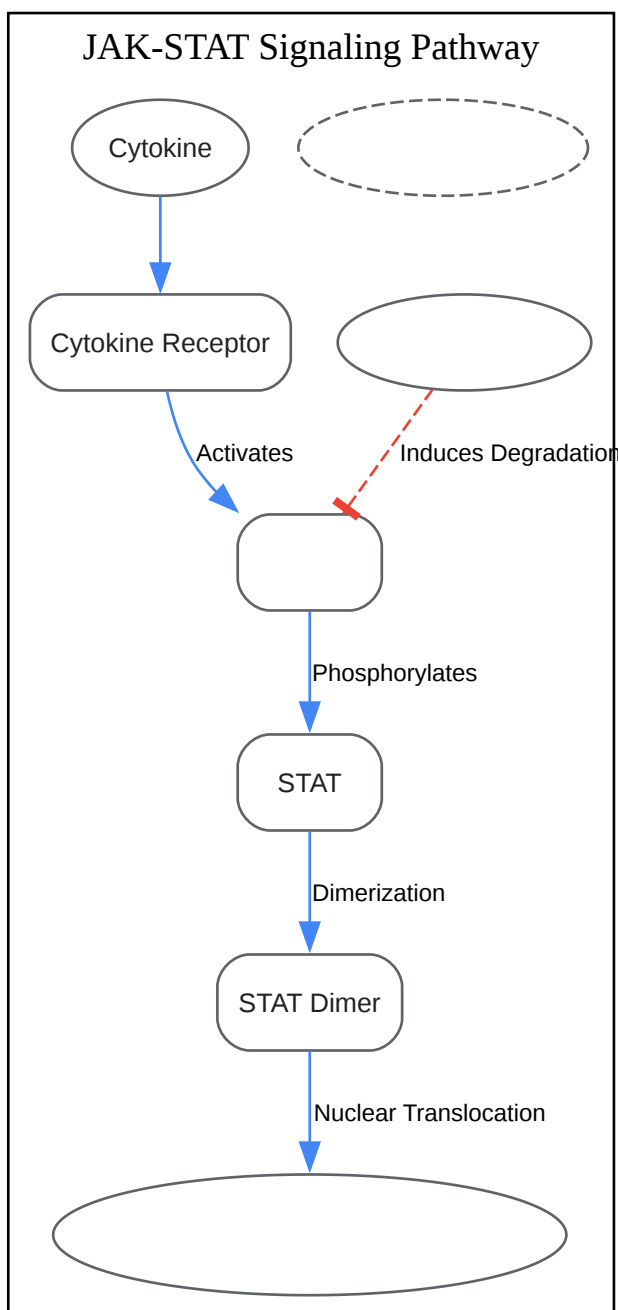 JAK-STAT Signaling Pathway
Cytokine
Cytokine Receptor
Activates
Induces Degradation
Phosphorylates
STAT
Dimerization
STAT Dimer
Nuclear Translocation